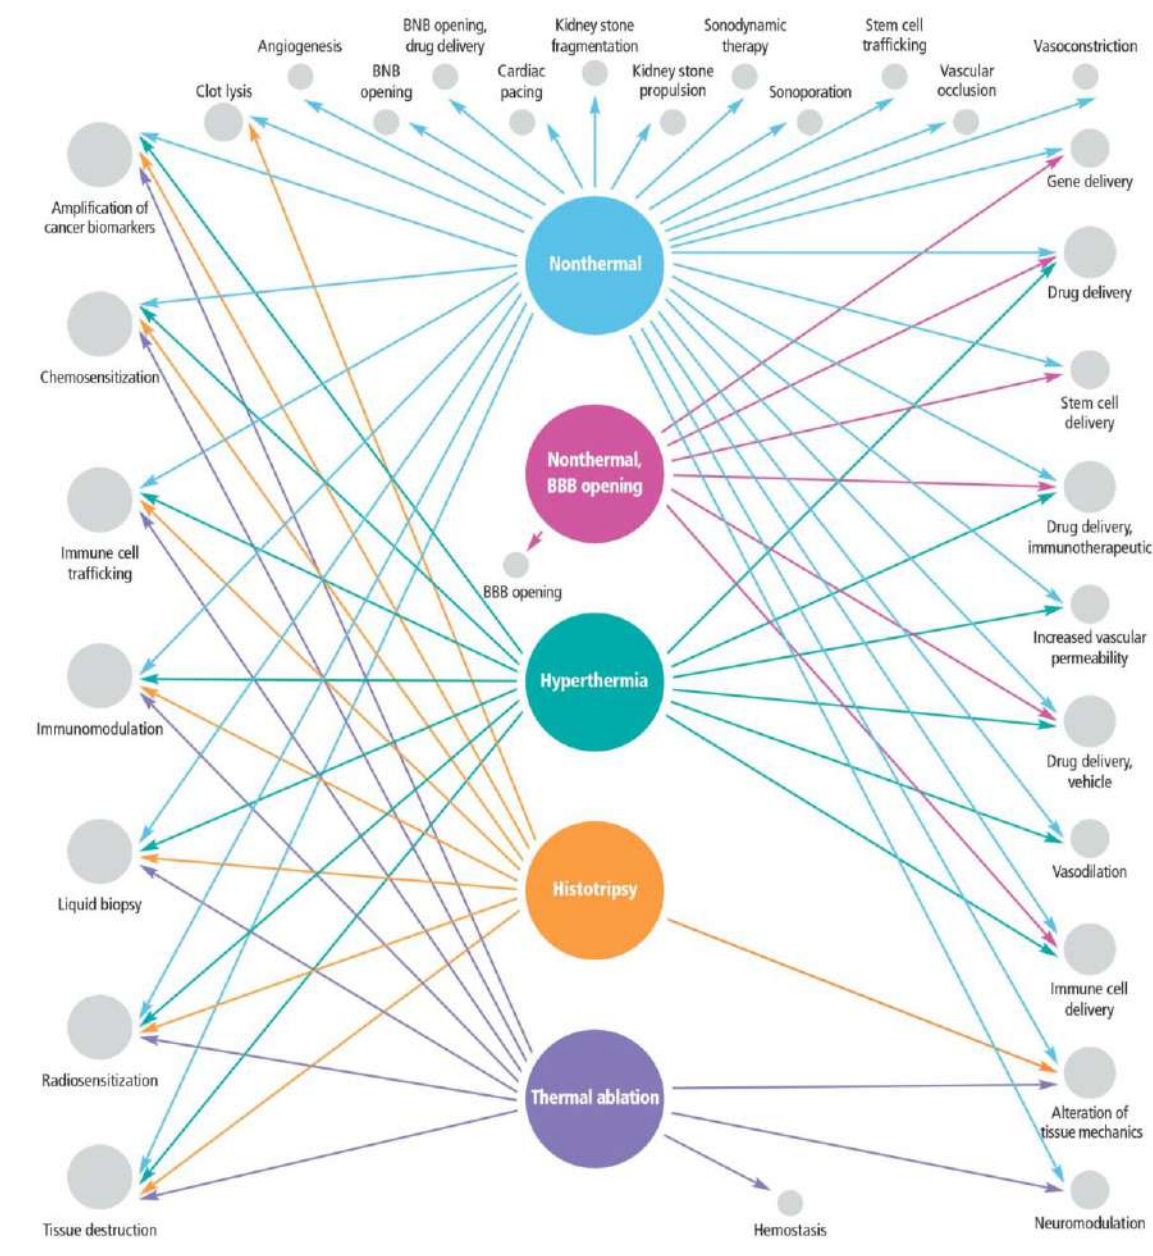 BNB opening,
drug delivery
Kidney stone
fragmentation
Sonodynamic
therapy
Stem cell
trafficking
Angiogenesis
Vasoconstriction
BNB
opening
Cardiac
pacing
Kidney stone
propulsion
Vascular
occlusion
Clot lysis
Sonoporation
Gene delivery
Amplification of
cancer biomarkers
Nonthermal
Drug delivery
Chemosensitization
Stem cell
delivery
Nonthermal,
BBB opening
Drug delivery,
immunotherapeutic
Immune cell
trafficking
BBB opening
Increased vascular
permeability
Hyperthermia
Immunomodulation
Drug delivery,
vehicle
Vasodilation
Histotripsy
Liquid biopsy
Immune cell
delivery
Radiosensitization
Thermal ablation
Alteration of
tissue mechanics
Tissue destruction
Hemostasis
Neuromodulation